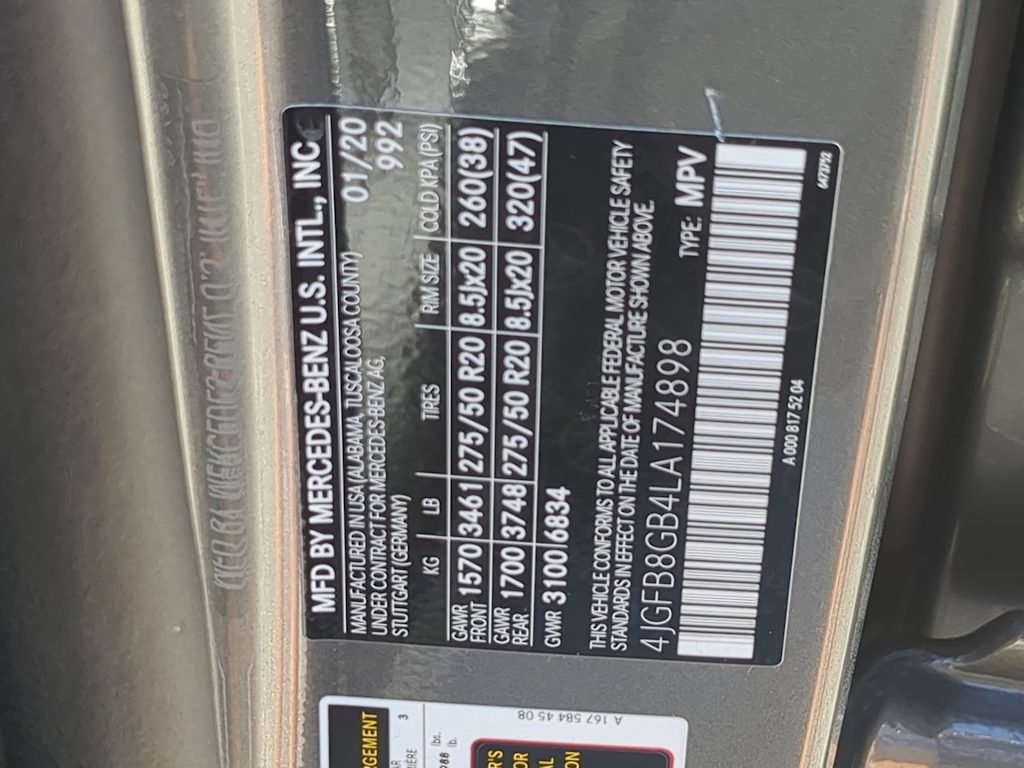 MFD BY MERCEDES-BENZ U.S. INTL., INC
MANUFACTURED IN USA (ALABAMA, TUSCALOOSA COUNTY) 01/20
UNDER CONTRACT FOR MERCEDES-BENZ AG, 992
STUTTGART (GERMANY)
KG LB TIRES RIM SIZE COLD KPA (PSI)
GAWR FRONT 1570 3461 275/50 R20 8.5Jx20 260(38)
GAWR REAR 1700 3748 275/50 R20 8.5Jx20 320(47)
GVWR 3100 6834
THIS VEHICLE CONFORMS TO ALL APPLICABLE FEDERAL MOTOR VEHICLE SAFETY
STANDARDS IN EFFECT ON THE DATE OF MANUFACTURE SHOWN ABOVE.
4JGFB8GB4LA174898 TYPE: MPV
A 000 817 52 04
A 167 584 45 08
3